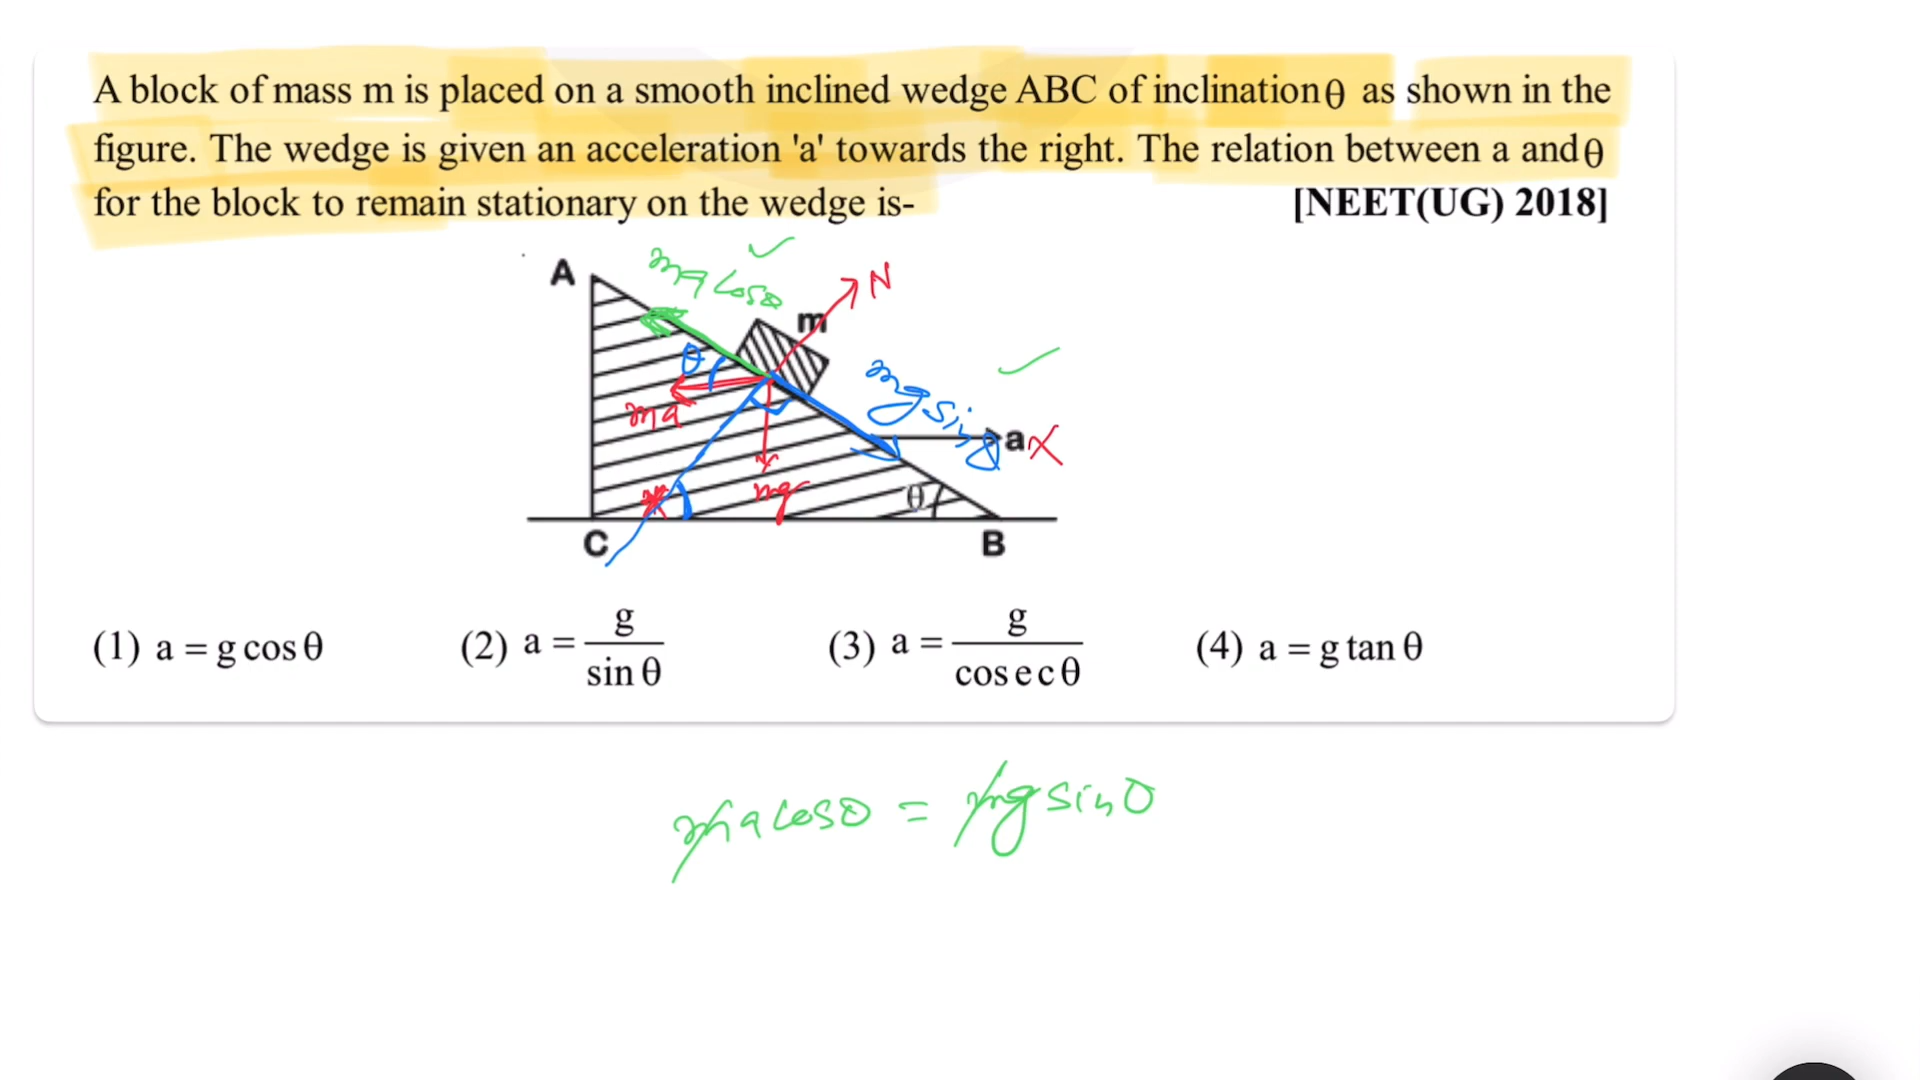 A block of mass m is placed on a smooth inclined wedge ABC of inclination θ as shown in the
figure. The wedge is given an acceleration 'a' towards the right. The relation between a and θ
for the block to remain stationary on the wedge is- [NEET(UG) 2018]
A
ma cosθ
N
m
θ
mg sinθ
ma
a X
mg
θ
C B
(1) a = g cos θ (2) a = g / sin θ (3) a = g / cosec θ (4) a = g tan θ
ma cosθ = mg sinθ